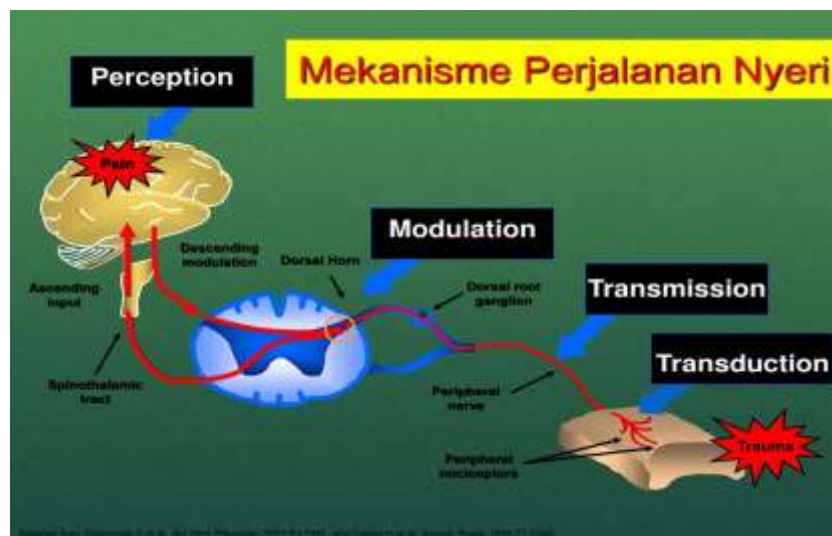 Mekanisme Perjalanan Nyeri
Perception
Pain
Modulation
Descending
modulation
Dorsal Horn
Ascending
input
Dorsal root
ganglion
Transmission
Transduction
Spinothalamic
tract
Peripheral
nerve
Trauma
Peripheral
nociceptors